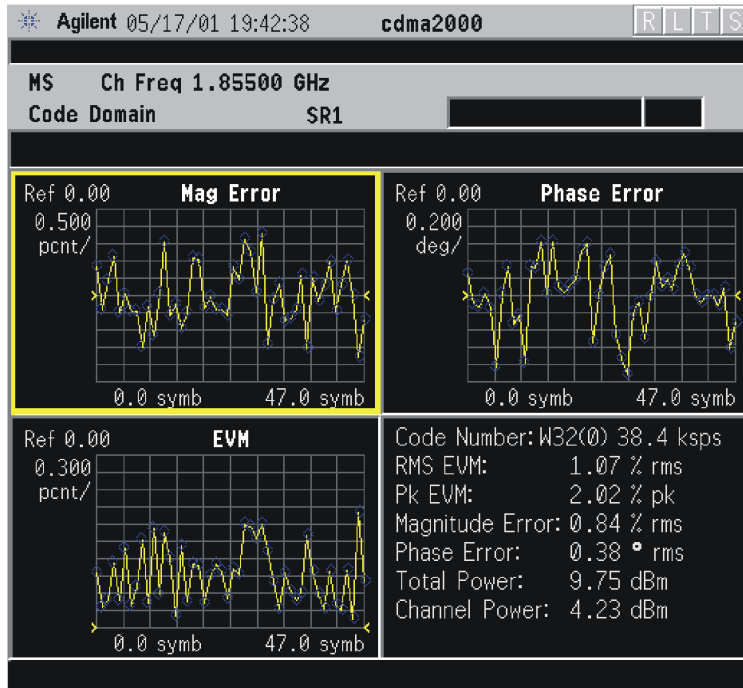 Agilent 05/17/01 19:42:38 cdma2000 R L T S
MS Ch Freq 1.85500 GHz
Code Domain SR1
Ref 0.00 Mag Error
0.500
pcnt/
0.0 symb 47.0 symb
Ref 0.00 Phase Error
0.200
deg/
0.0 symb 47.0 symb
Ref 0.00 EVM
0.300
pcnt/
0.0 symb 47.0 symb
Code Number: W32(0) 38.4 ksps
RMS EVM: 1.07 % rms
Pk EVM: 2.02 % pk
Magnitude Error: 0.84 % rms
Phase Error: 0.38 ° rms
Total Power: 9.75 dBm
Channel Power: 4.23 dBm